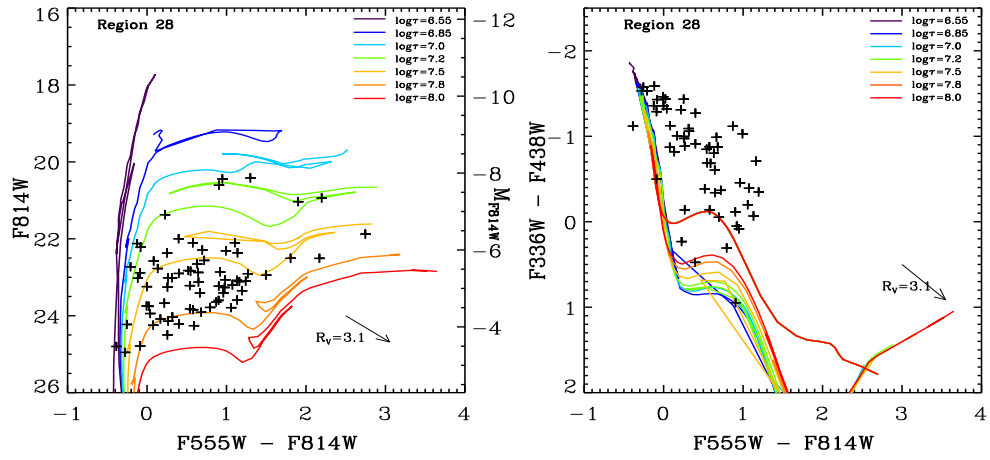 Region 28
logτ=6.55
logτ=6.85
logτ=7.0
logτ=7.2
logτ=7.5
logτ=7.8
logτ=8.0
16
18
20
22
24
26
F814W
−12
−10
−8
−6
−4
M_F814W
R_V=3.1
−1 0 1 2 3 4
F555W − F814W
Region 28
logτ=6.55
logτ=6.85
logτ=7.0
logτ=7.2
logτ=7.5
logτ=7.8
logτ=8.0
−2
−1
0
1
2
F336W − F438W
R_V=3.1
−1 0 1 2 3 4
F555W − F814W